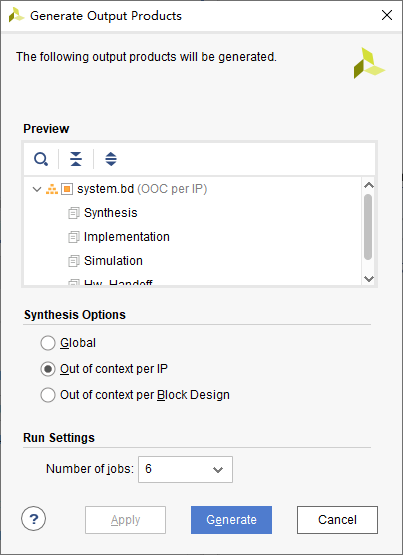 Generate Output Products
The following output products will be generated.
Preview
system.bd (OOC per IP)
Synthesis
Implementation
Simulation
Hw_Handoff
Synthesis Options
Global
Out of context per IP
Out of context per Block Design
Run Settings
Number of jobs: 6
? Apply Generate Cancel